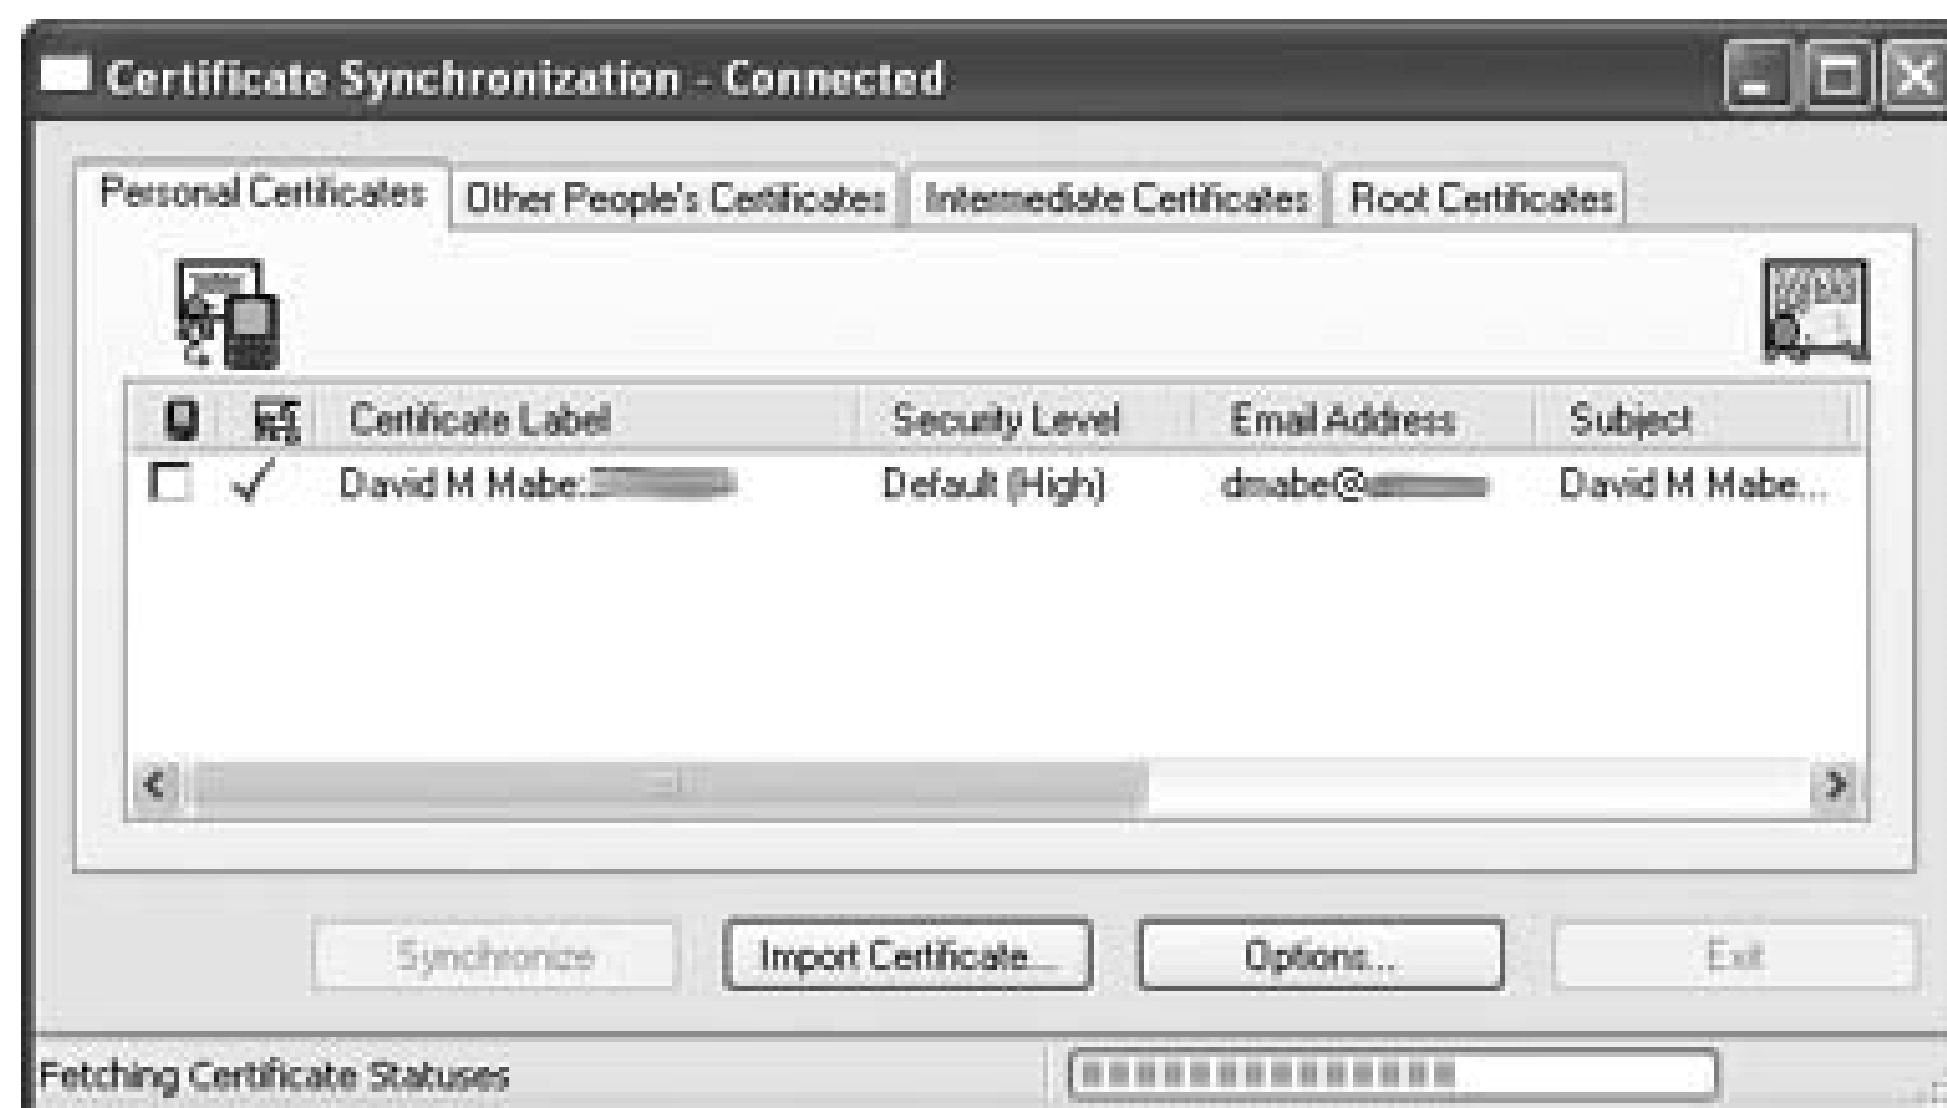 Certificate Synchronization - Connected
Personal Certificates Other People's Certificates Intermediate Certificates Root Certificates
Certificate Label Security Level Email Address Subject
David M Mabe: Default (High) dmabe@ David M Mabe...
Synchronize Import Certificate... Options... Exit
Fetching Certificate Statuses